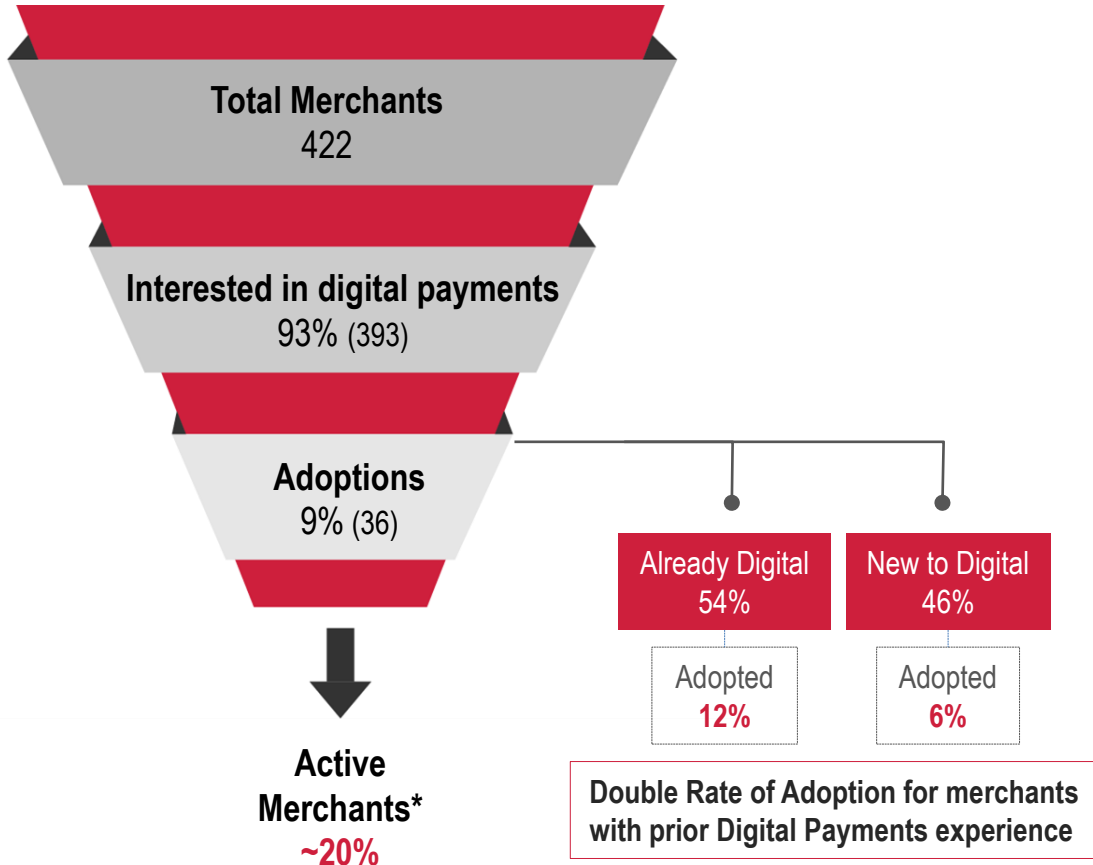 Total Merchants
422
Interested in digital payments
93% (393)
Adoptions
9% (36)
Already Digital
54%
New to Digital
46%
Adopted
12%
Adopted
6%
Active
Merchants*
~20%
Double Rate of Adoption for merchants
with prior Digital Payments experience